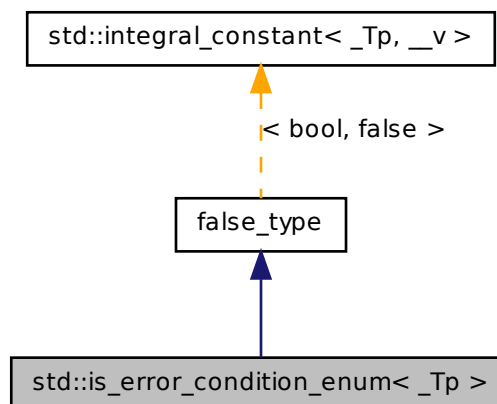 std::integral_constant< _Tp, __v >
< bool, false >
false_type
std::is_error_condition_enum< _Tp >